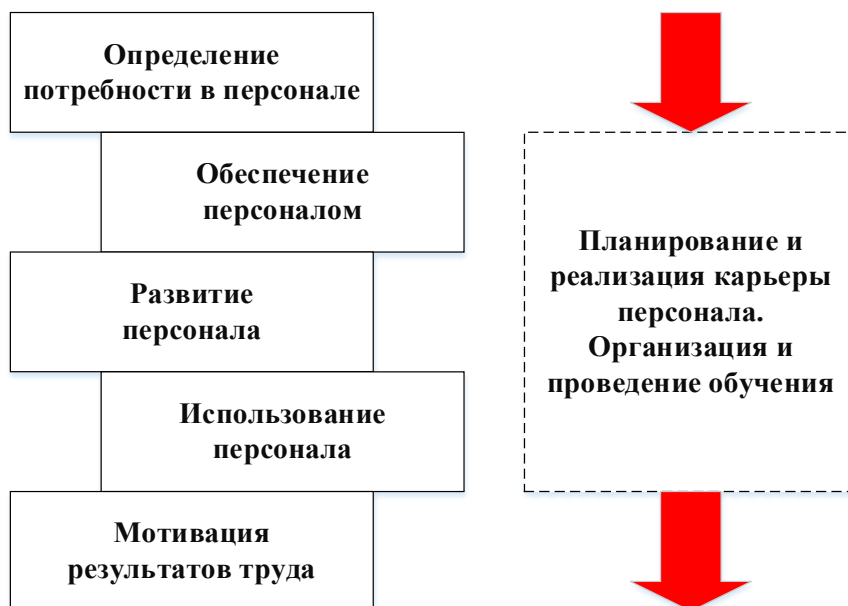 Определение
потребности в персонале
Обеспечение
персоналом
Развитие
персонала
Использование
персонала
Мотивация
результатов труда
Планирование и
реализация карьеры
персонала.
Организация и
проведение обучения